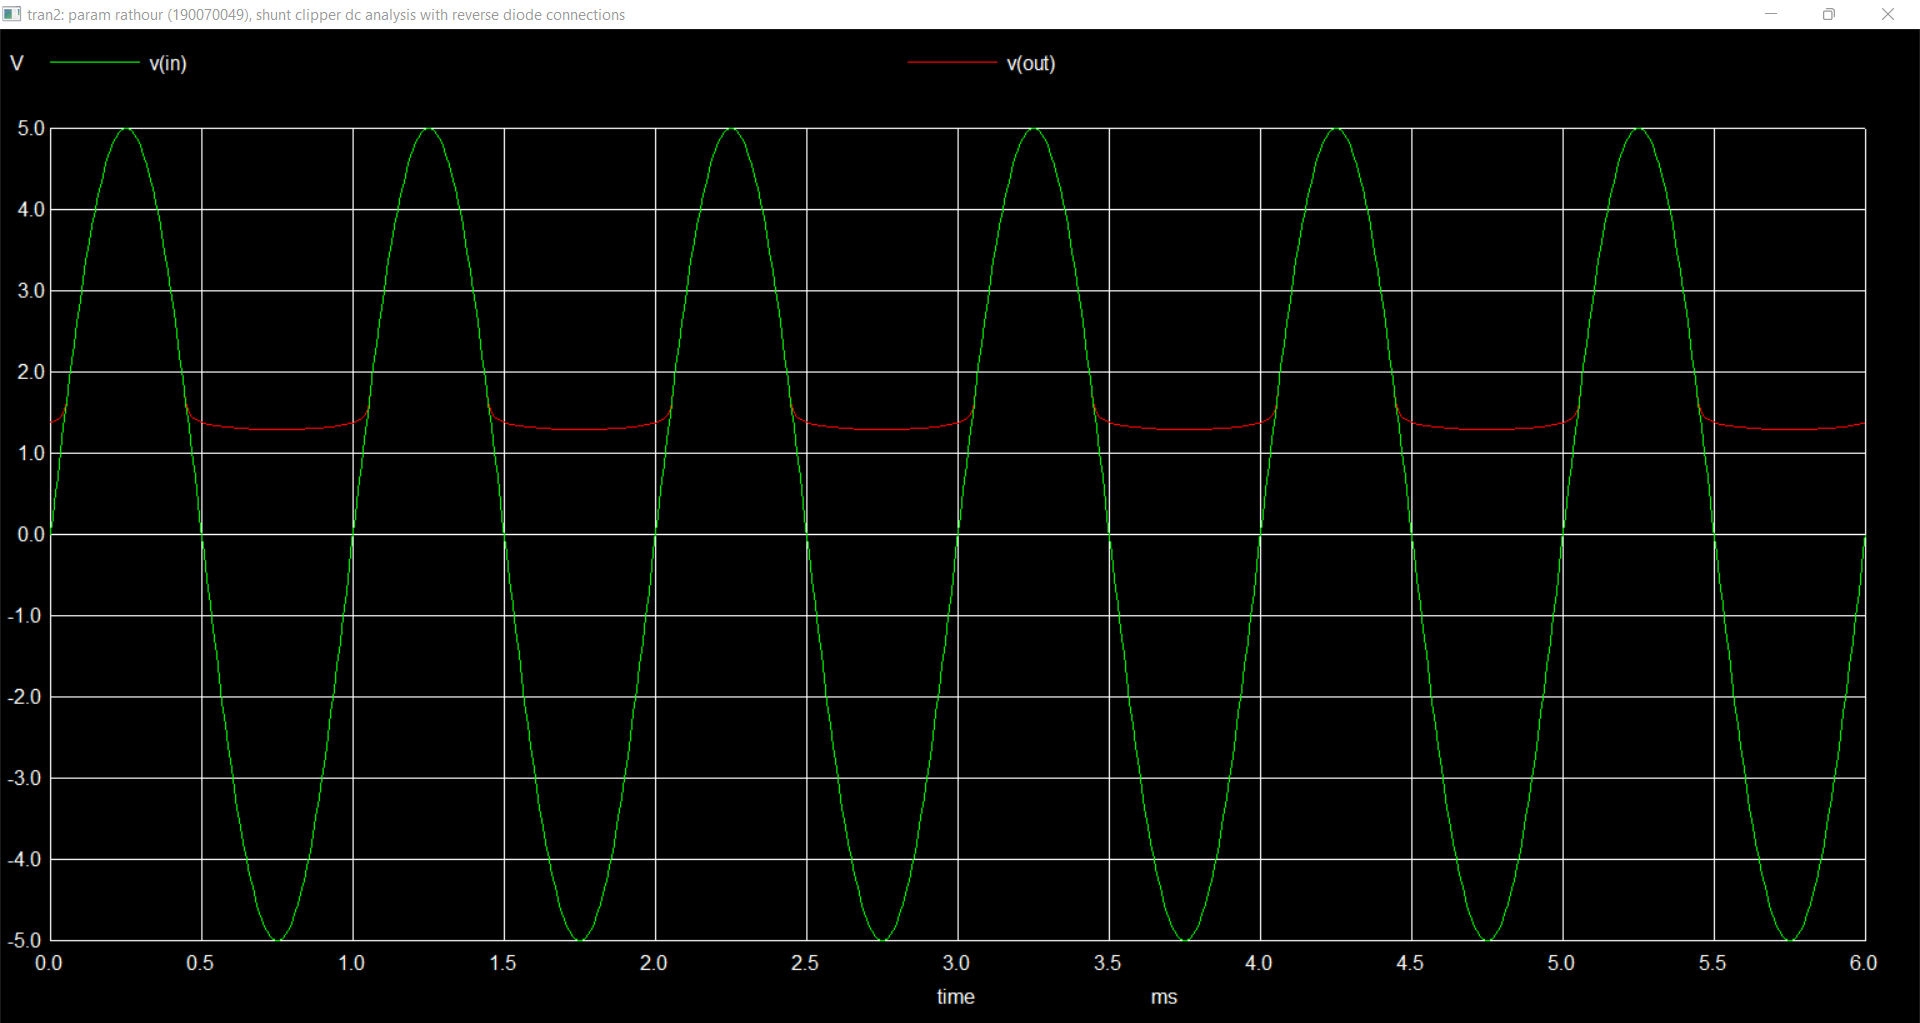 tran2: param rathour (190070049), shunt clipper dc analysis with reverse diode connections
V v(in) v(out)
5.0
4.0
3.0
2.0
1.0
0.0
-1.0
-2.0
-3.0
-4.0
-5.0
0.0 0.5 1.0 1.5 2.0 2.5 3.0 3.5 4.0 4.5 5.0 5.5 6.0
time ms